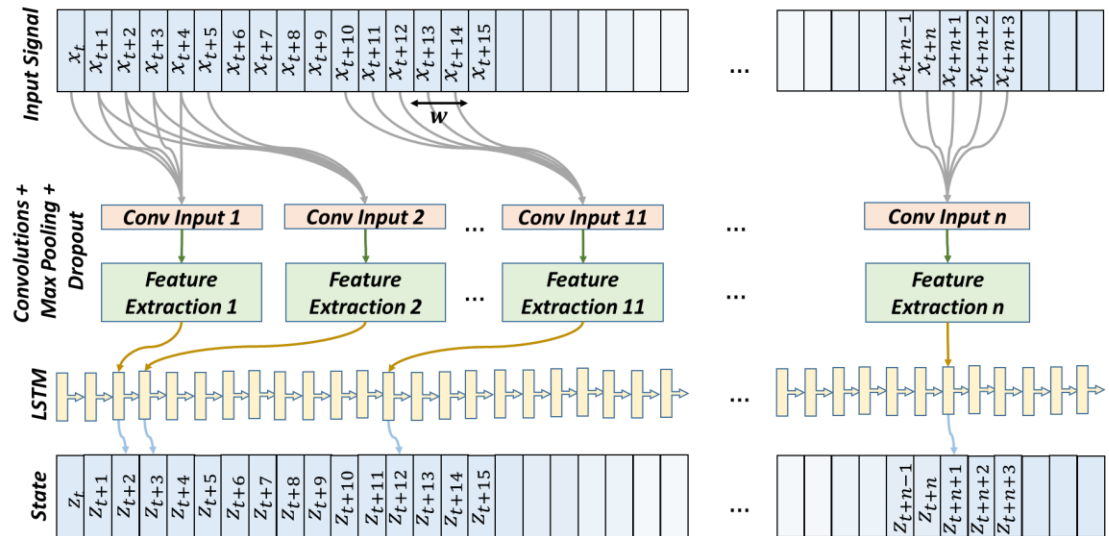 Input Signal
x_t x_{t+1} x_{t+2} x_{t+3} x_{t+4} x_{t+5} x_{t+6} x_{t+7} x_{t+8} x_{t+9} x_{t+10} x_{t+11} x_{t+12} x_{t+13} x_{t+14} x_{t+15} ... x_{t+n−1} x_{t+n} x_{t+n+1} x_{t+n+2} x_{t+n+3}
w
Convolutions +
Max Pooling +
Dropout
Conv Input 1 Conv Input 2 ... Conv Input 11 ... Conv Input n
Feature
Extraction 1
Feature
Extraction 2
...
Feature
Extraction 11
...
Feature
Extraction n
LSTM
...
State
z_t z_{t+1} z_{t+2} z_{t+3} z_{t+4} z_{t+5} z_{t+6} z_{t+7} z_{t+8} z_{t+9} z_{t+10} z_{t+11} z_{t+12} z_{t+13} z_{t+14} z_{t+15} ... z_{t+n−1} z_{t+n} z_{t+n+1} z_{t+n+2} z_{t+n+3}